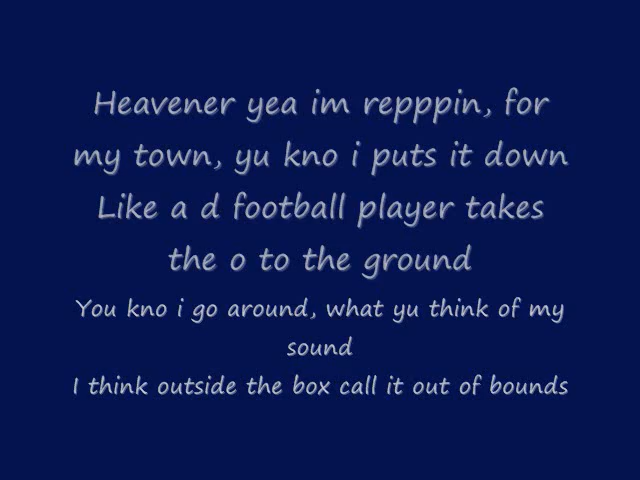 Heavener yea im repppin, for
my town, yu kno i puts it down
Like a d football player takes
the o to the ground
You kno i go around, what yu think of my
sound
I think outside the box call it out of bounds